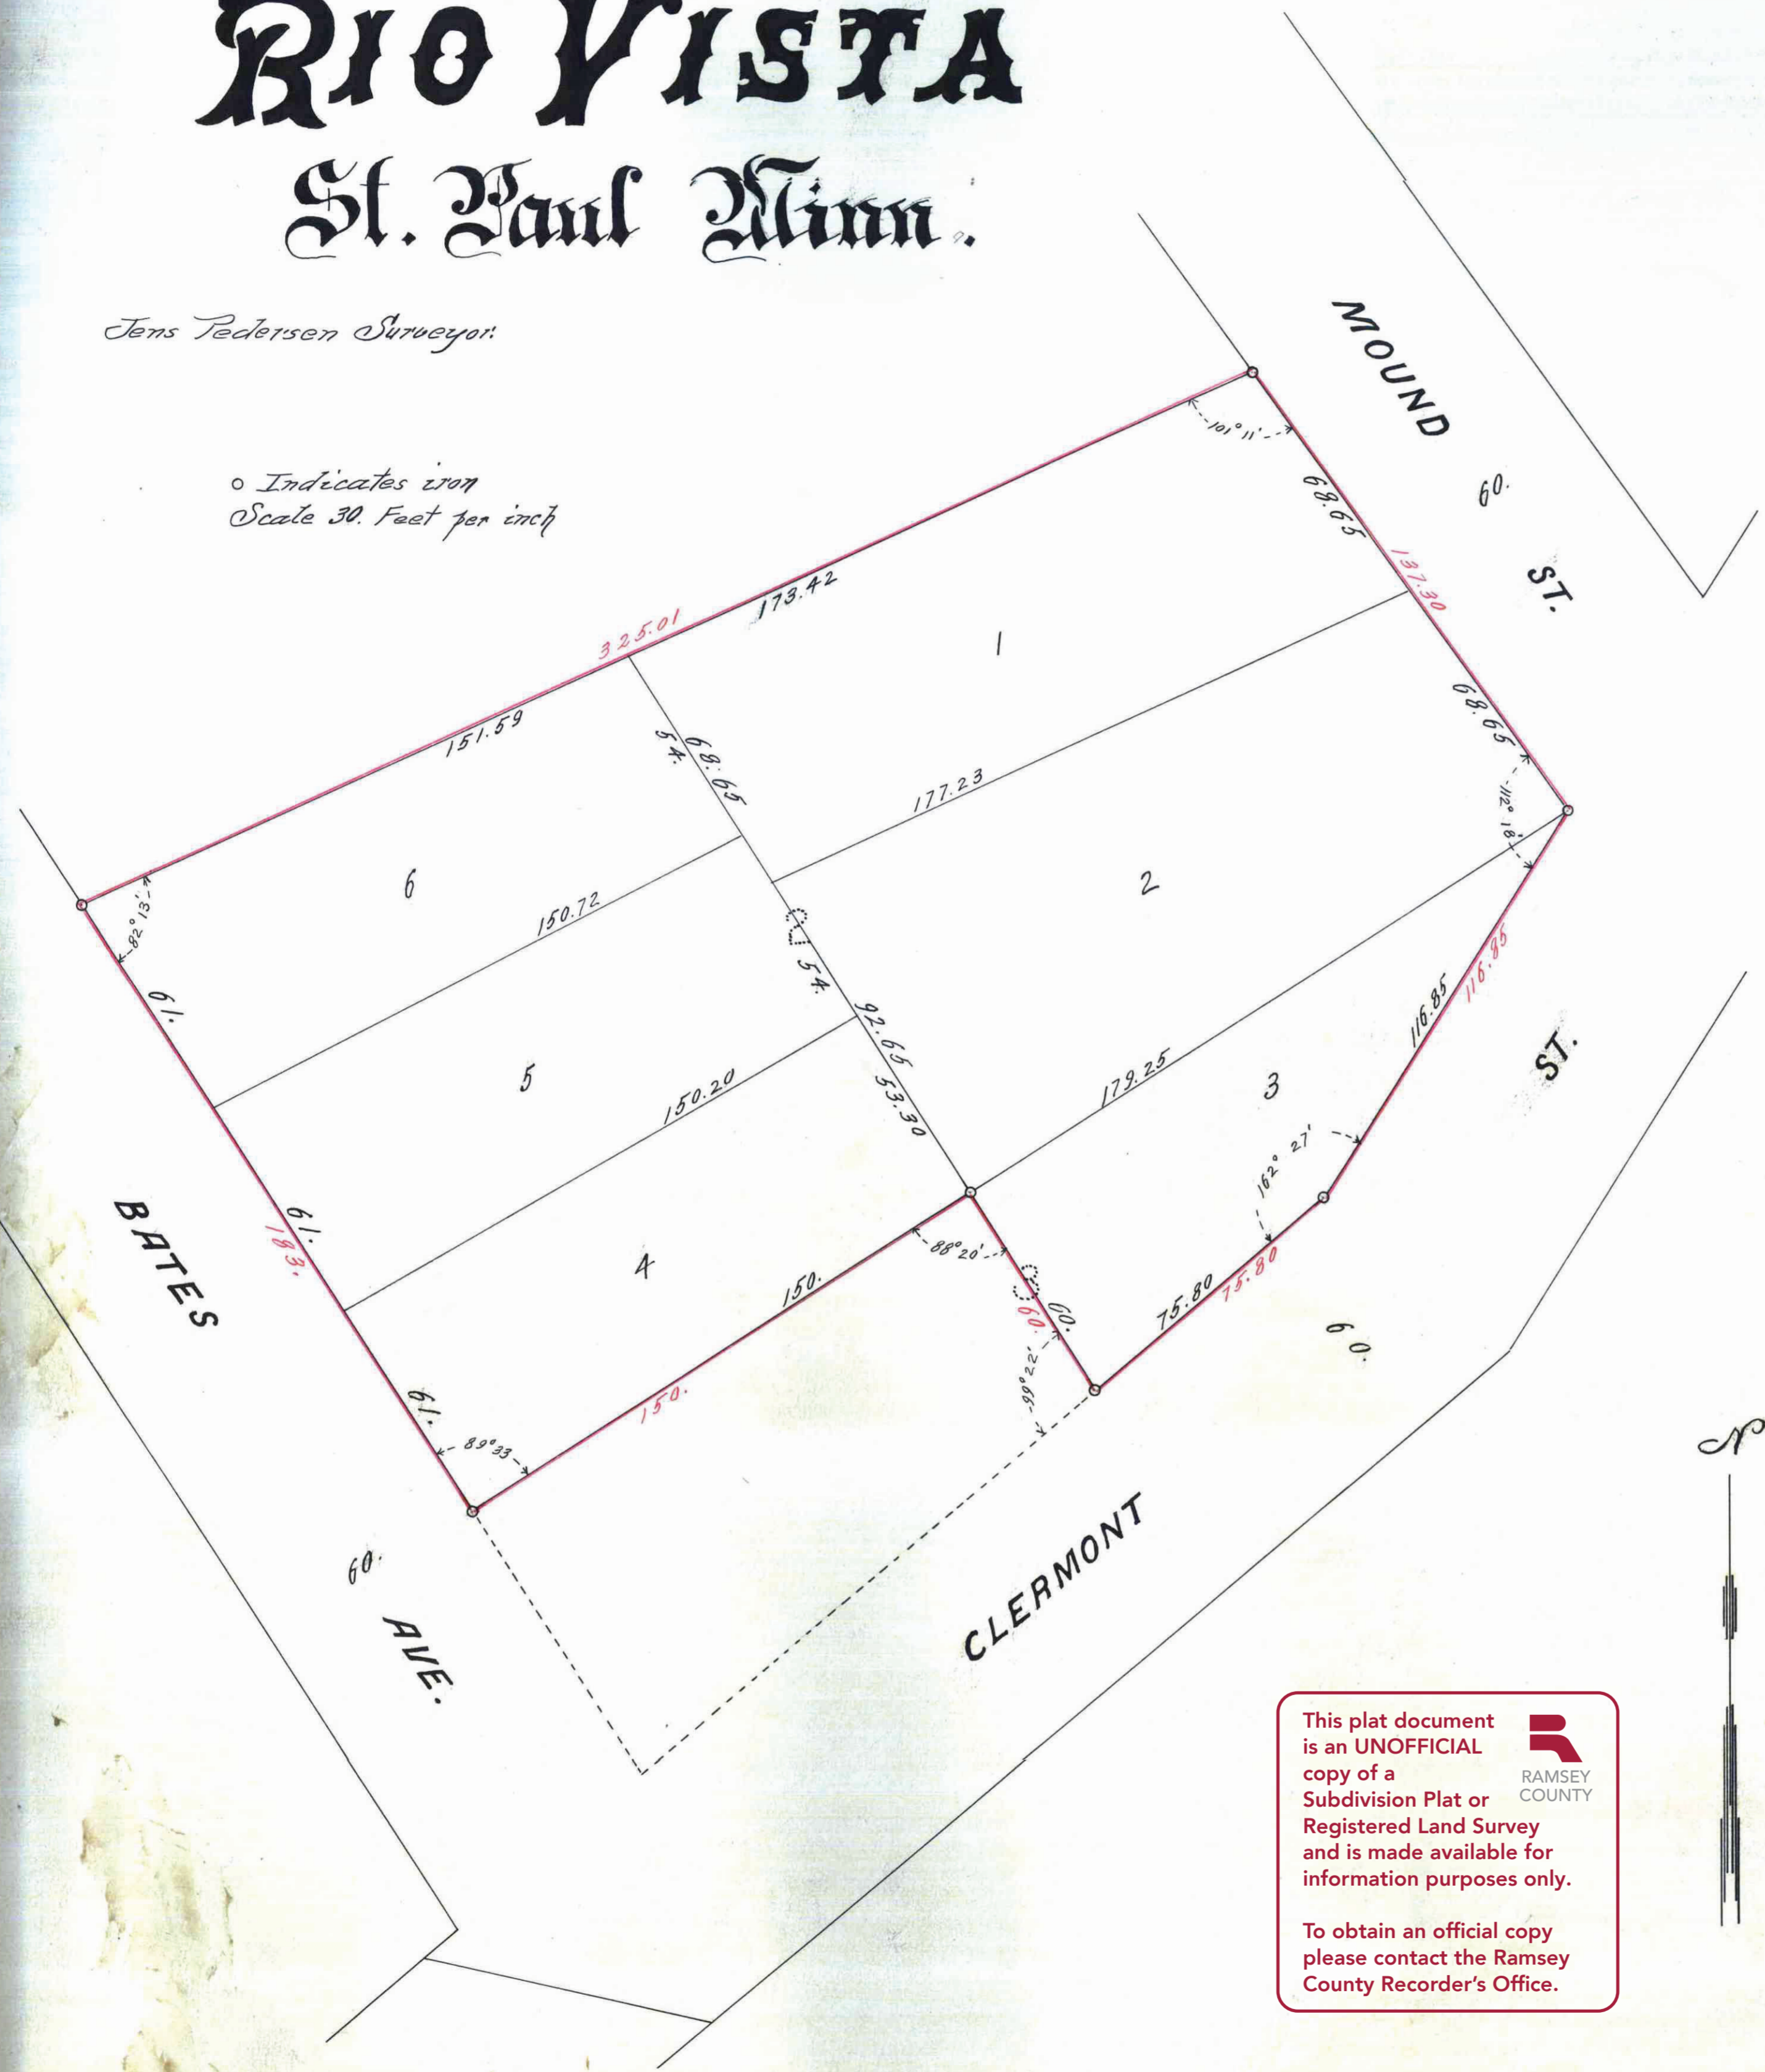 RIO VISTA
St. Paul Minn.
Jens Pedersen Surveyor.
o Indicates iron
Scale 30. Feet per inch
MOUND
60.
ST.
101° 11'
68.65
137.30
173.42
325.01
1
151.59
54.
68.65
68.65
177.23
112° 18'
6
2
82° 13'
150.72
2
54.
61.
116.85
116.85
92.65
ST.
5
150.20
179.25
3
53.30
162° 27'
BATES
61.
183.
4
88° 20'
150.
3
60.
60.
75.80
75.80
60.
99° 22'
61.
150.
89° 33
N
60.
AVE.
CLERMONT
This plat document
is an UNOFFICIAL
copy of a
Subdivision Plat or
Registered Land Survey
and is made available for
information purposes only.
RAMSEY
COUNTY
To obtain an official copy
please contact the Ramsey
County Recorder's Office.